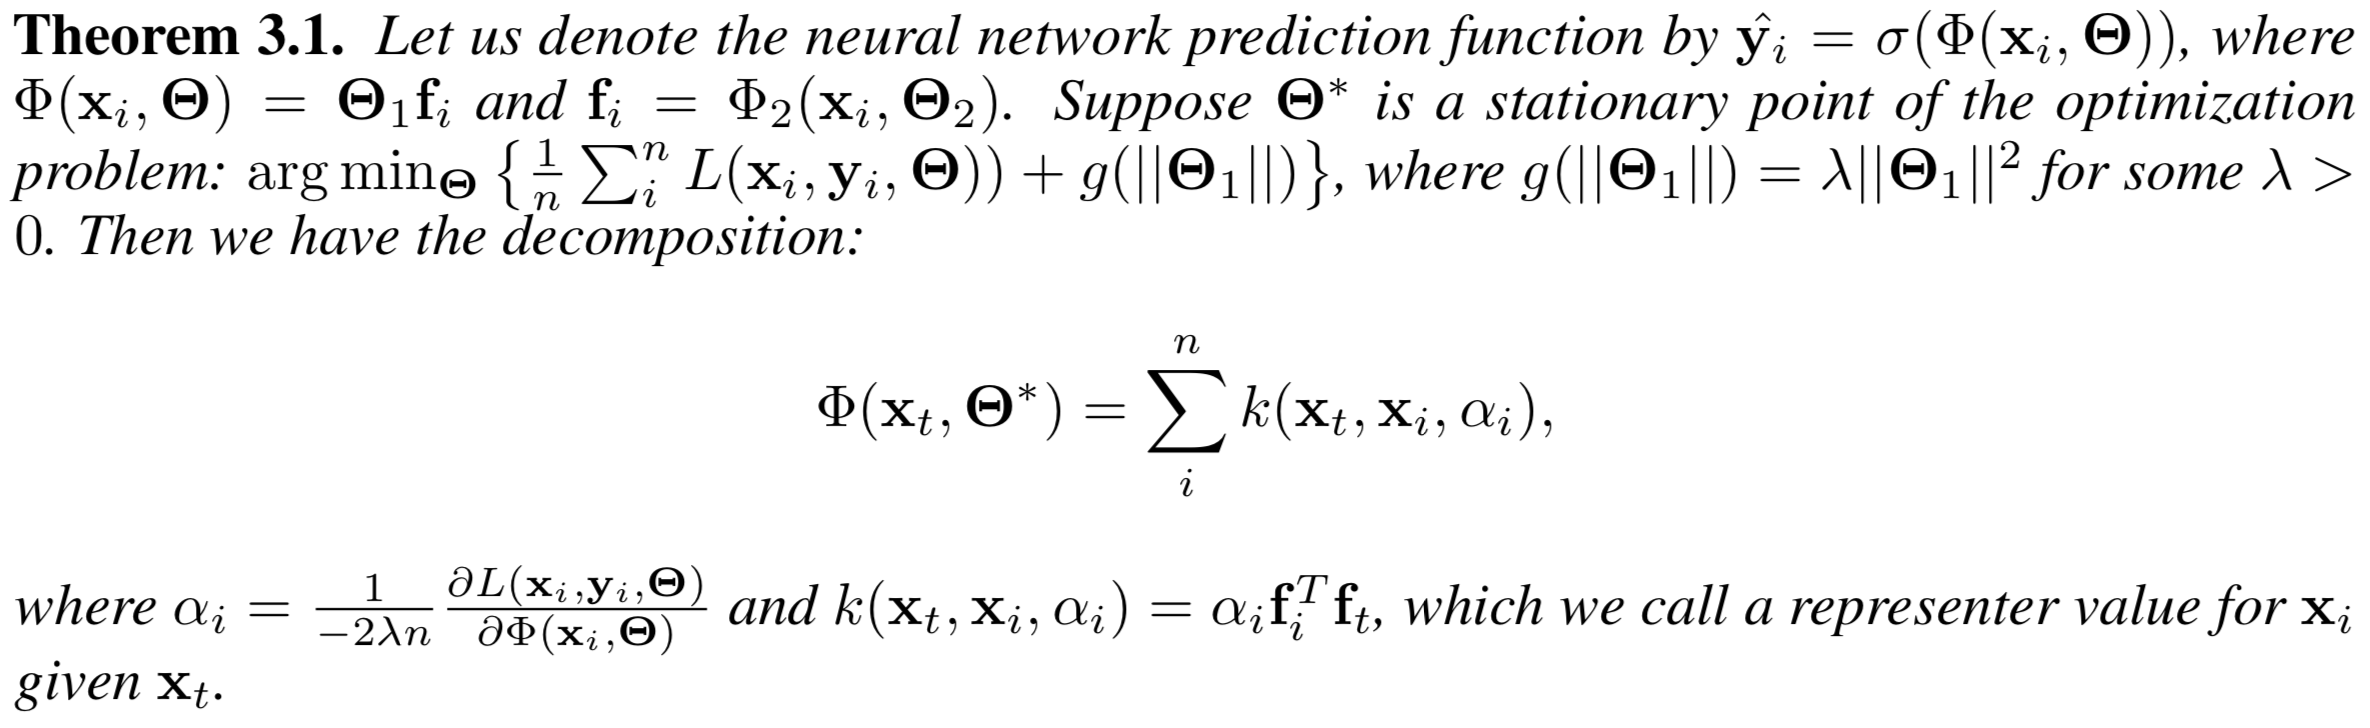 Theorem 3.1. Let us denote the neural network prediction function by $\hat{\mathbf{y}_i} = \sigma(\Phi(\mathbf{x}_i, \mathbf{\Theta}))$, where
$\Phi(\mathbf{x}_i, \mathbf{\Theta}) = \mathbf{\Theta}_1 \mathbf{f}_i$ and $\mathbf{f}_i = \Phi_2(\mathbf{x}_i, \mathbf{\Theta}_2)$. Suppose $\mathbf{\Theta}^*$ is a stationary point of the optimization
problem: $\arg\min_{\mathbf{\Theta}} \left\{ \frac{1}{n} \sum_i^n L(\mathbf{x}_i, \mathbf{y}_i, \mathbf{\Theta})) + g(||\mathbf{\Theta}_1||) \right\}$, where $g(||\mathbf{\Theta}_1||) = \lambda ||\mathbf{\Theta}_1||^2$ for some $\lambda >$
$0$. Then we have the decomposition:
$\Phi(\mathbf{x}_t, \mathbf{\Theta}^*) = \sum_i^n k(\mathbf{x}_t, \mathbf{x}_i, \alpha_i),$
where $\alpha_i = \frac{1}{-2\lambda n} \frac{\partial L(\mathbf{x}_i, \mathbf{y}_i, \mathbf{\Theta})}{\partial \Phi(\mathbf{x}_i, \mathbf{\Theta})}$ and $k(\mathbf{x}_t, \mathbf{x}_i, \alpha_i) = \alpha_i \mathbf{f}_i^T \mathbf{f}_t$, which we call a representer value for $\mathbf{x}_i$
given $\mathbf{x}_t$.